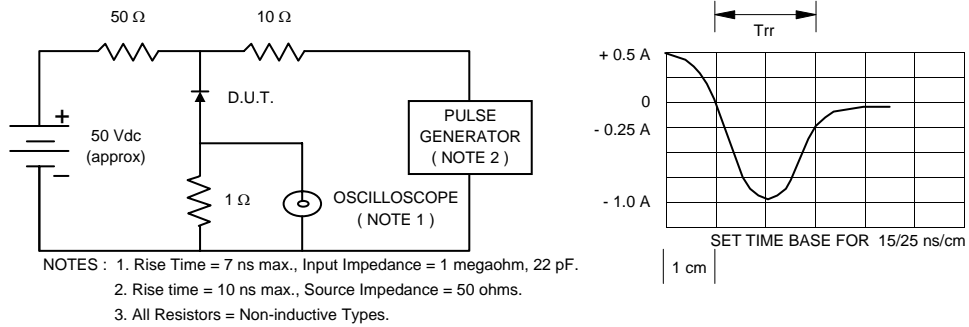 50 Ω
10 Ω
+
50 Vdc
(approx)
−
D.U.T.
1 Ω
OSCILLOSCOPE
( NOTE 1 )
PULSE
GENERATOR
( NOTE 2 )
Trr
+ 0.5 A
0
- 0.25 A
- 1.0 A
SET TIME BASE FOR 15/25 ns/cm
1 cm
NOTES : 1. Rise Time = 7 ns max., Input Impedance = 1 megaohm, 22 pF.
2. Rise time = 10 ns max., Source Impedance = 50 ohms.
3. All Resistors = Non-inductive Types.